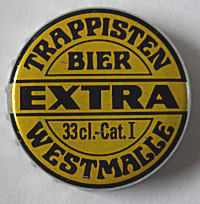 TRAPPISTEN
BIER
EXTRA
33cl.-Cat. I
WESTMALLE